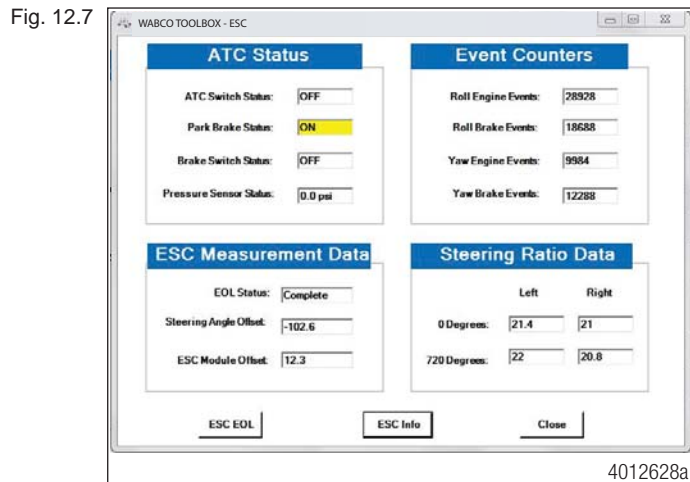 Fig. 12.7
WABCO TOOLBOX - ESC
ATC Status
ATC Switch Status: OFF
Park Brake Status: ON
Brake Switch Status: OFF
Pressure Sensor Status: 0.0 psi
Event Counters
Roll Engine Events: 28928
Roll Brake Events: 18688
Yaw Engine Events: 9984
Yaw Brake Events: 12288
ESC Measurement Data
EOL Status: Complete
Steering Angle Offset: -102.6
ESC Module Offset: 12.3
Steering Ratio Data
Left Right
0 Degrees: 21.4 21
720 Degrees: 22 20.8
ESC EOL ESC Info Close
4012628a